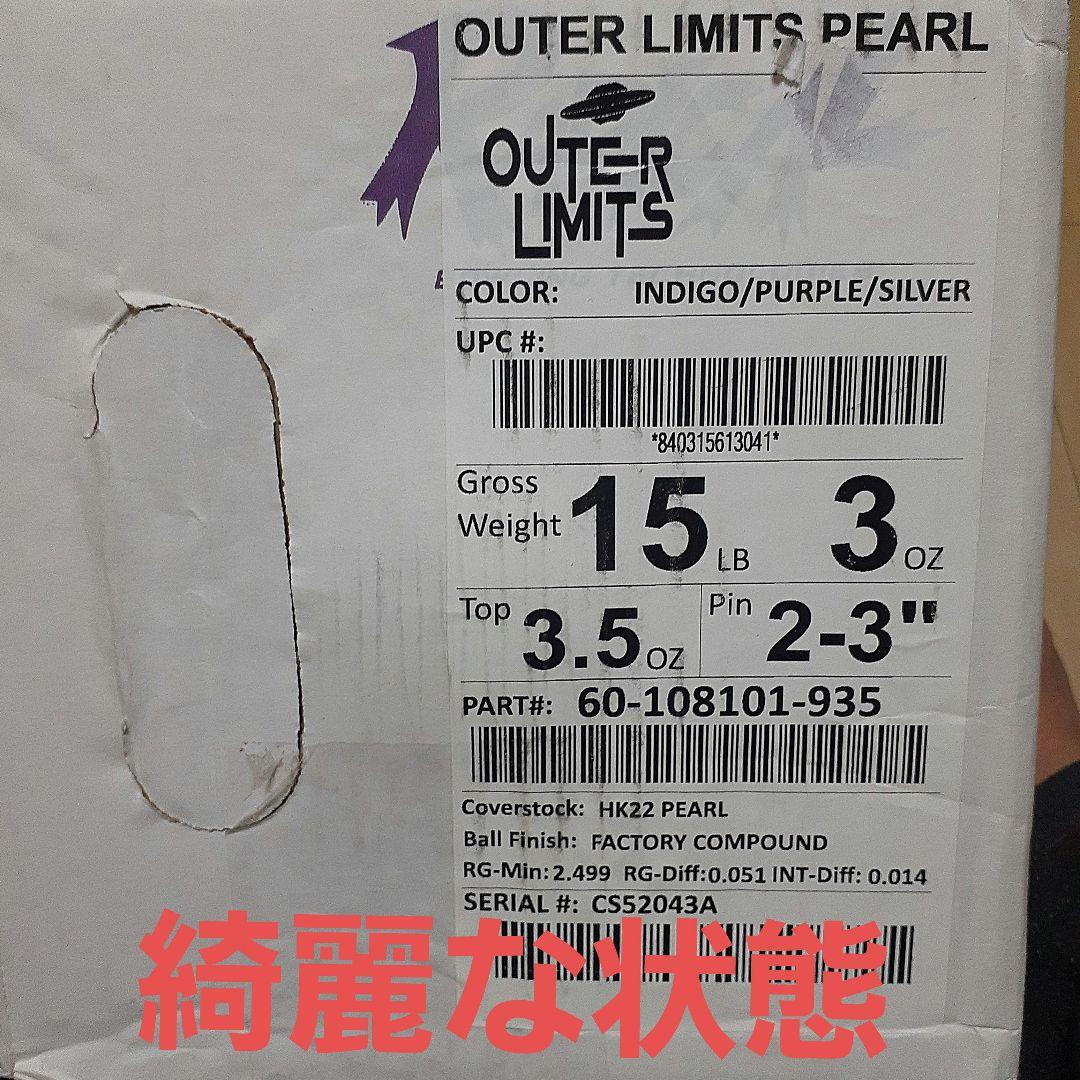 OUTER LIMITS PEARL
OUTER
LIMITS
COLOR: INDIGO/PURPLE/SILVER
UPC #:
*840315613041*
Gross
Weight 15 LB 3 OZ
Top 3.5 OZ Pin 2-3"
PART#: 60-108101-935
Coverstock: HK22 PEARL
Ball Finish: FACTORY COMPOUND
RG-Min: 2.499 RG-Diff:0.051 INT-Diff: 0.014
SERIAL #: CS52043A
綺麗な状態